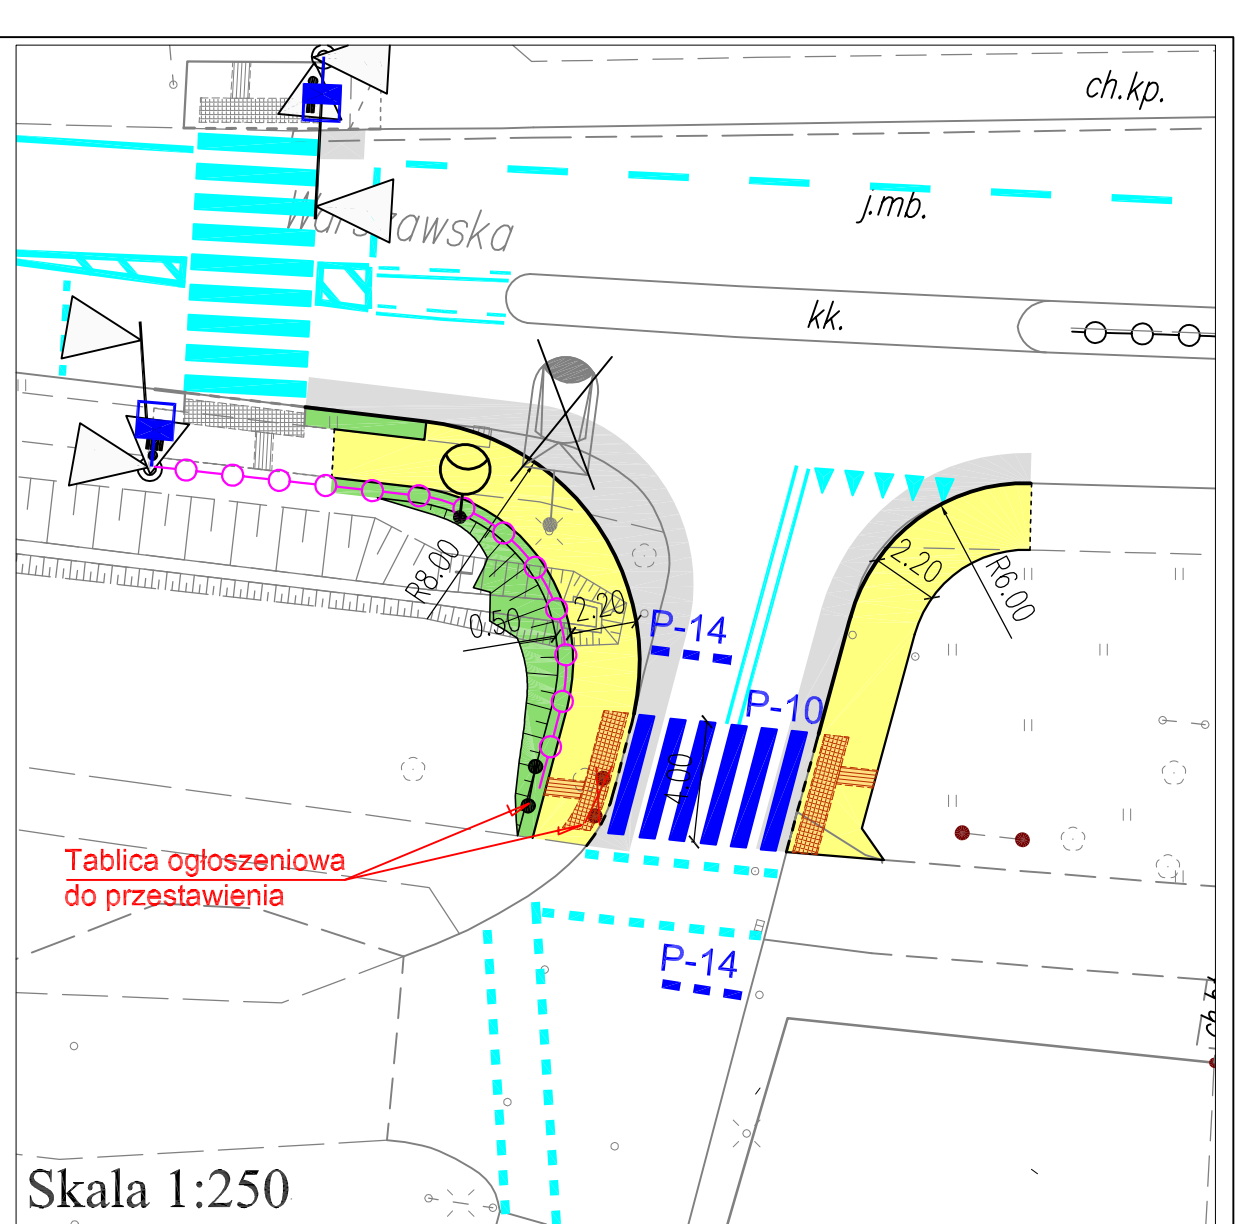 ch.kp.
j.mb.
Warszawska
kk.
R8.00
2.20
R6.00
0.50
2.20
P-14
P-10
4.00
Tablica ogłoszeniowa
do przestawienia
P-14
Skala 1:250